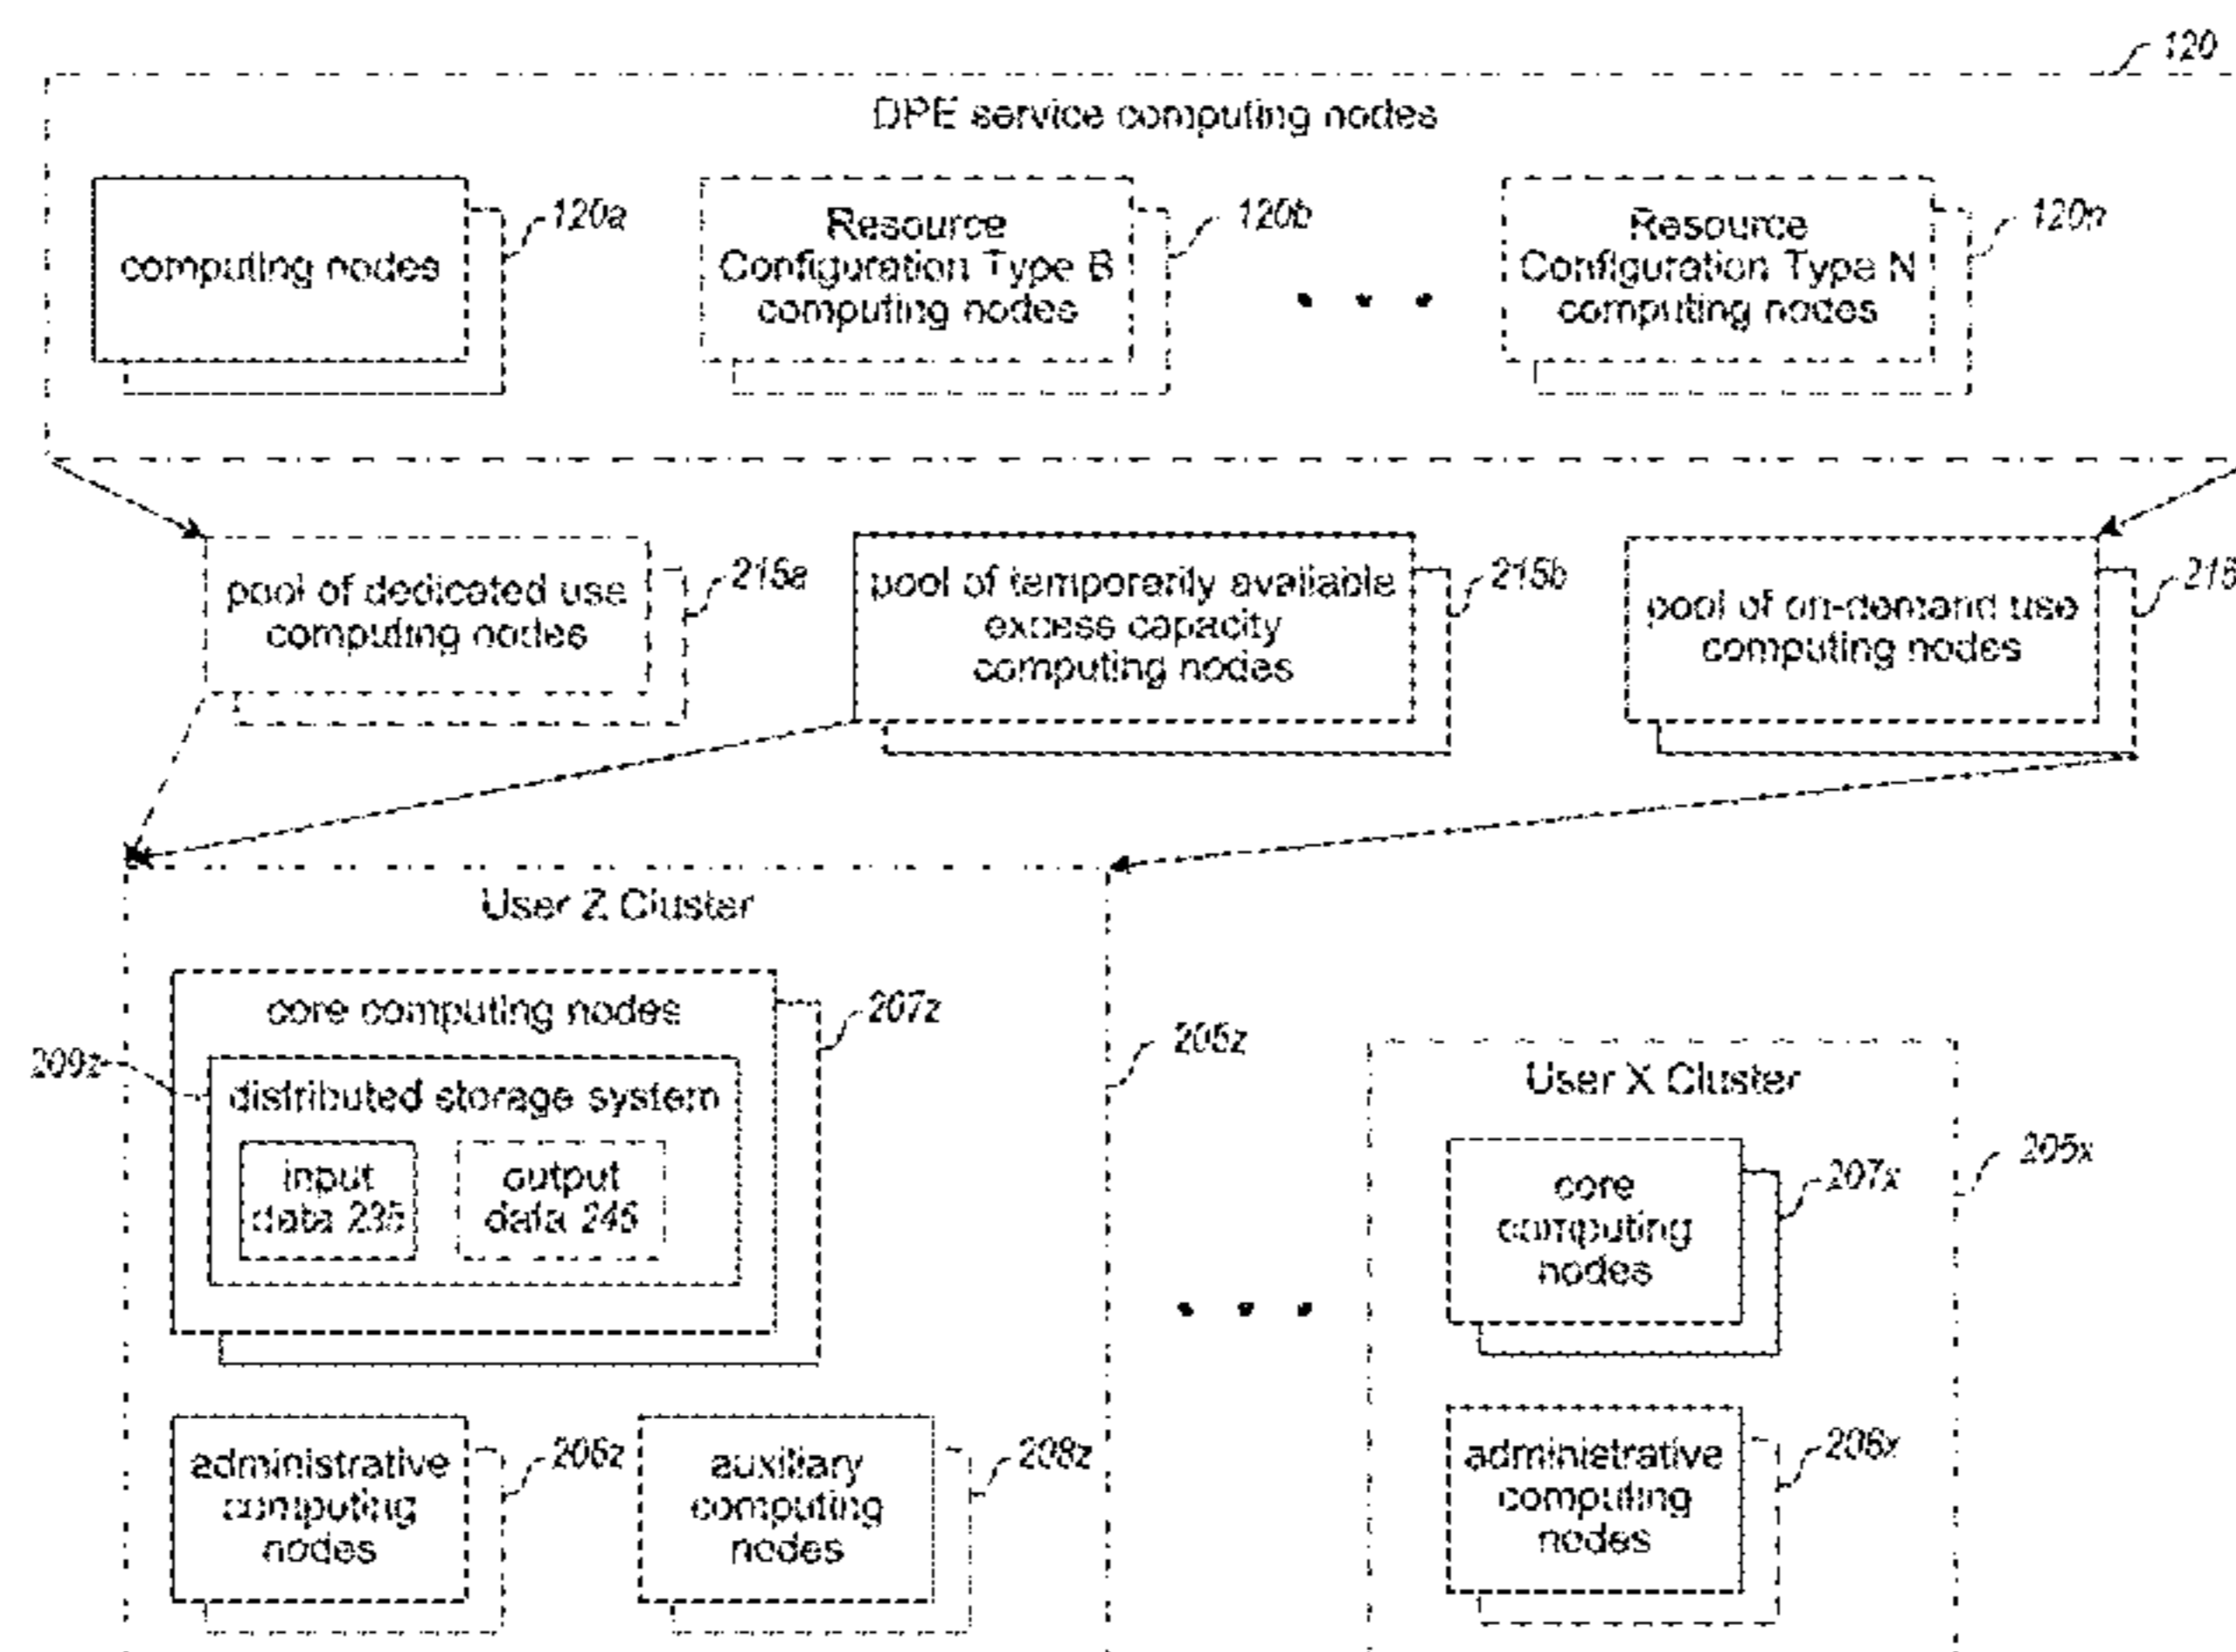 120
DPE service computing nodes
computing nodes
120a
Resource
Configuration Type B
computing nodes
120b
Resource
Configuration Type N
computing nodes
120n
pool of dedicated use
computing nodes
215a
pool of temporarily available
excess capacity
computing nodes
215b
pool of on-demand use
computing nodes
215
User Z Cluster
core computing nodes
207z
209z
distributed storage system
input
data 235
output
data 245
205z
administrative
computing
nodes
206z
auxiliary
computing
nodes
208z
User X Cluster
core
computing
nodes
207x
205x
administrative
computing
nodes
206x